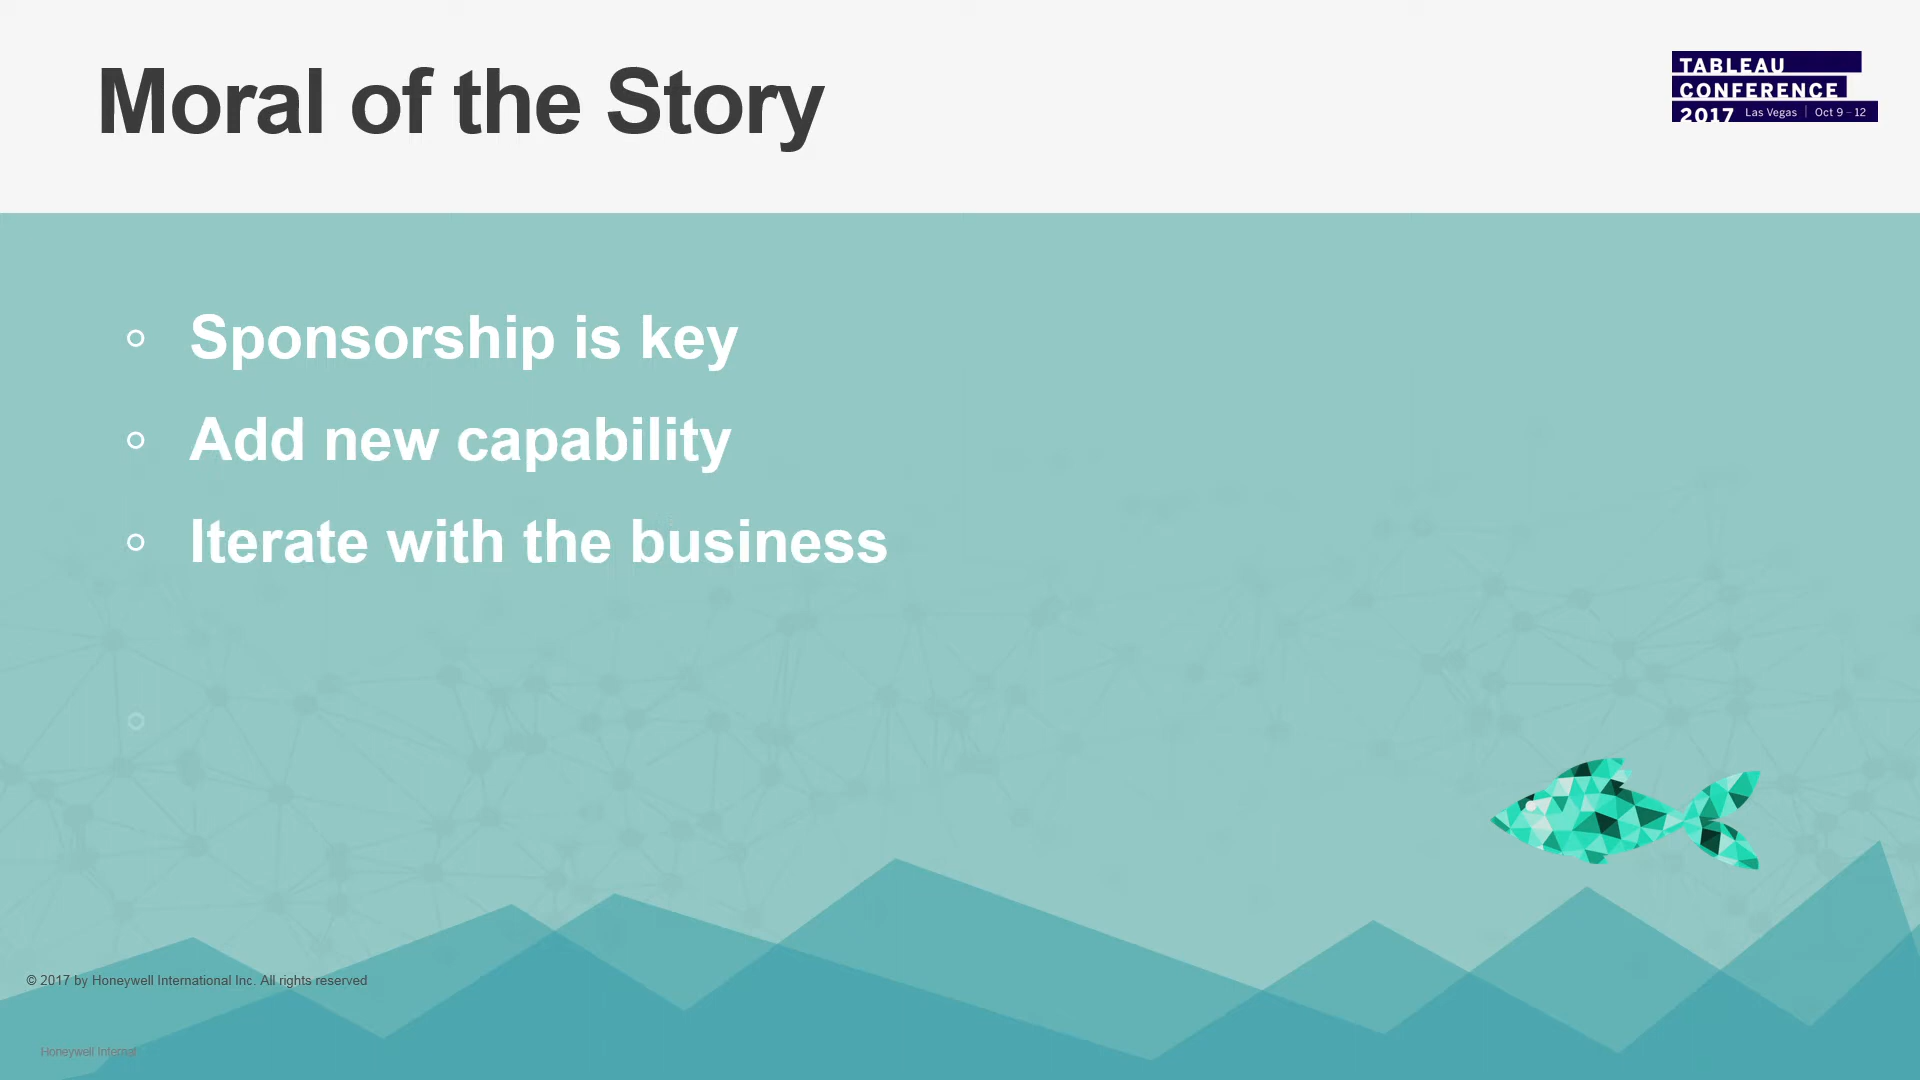 Moral of the Story
TABLEAU
CONFERENCE
2017 Las Vegas | Oct 9 – 12
Sponsorship is key
Add new capability
Iterate with the business
© 2017 by Honeywell International Inc. All rights reserved
Honeywell Internal